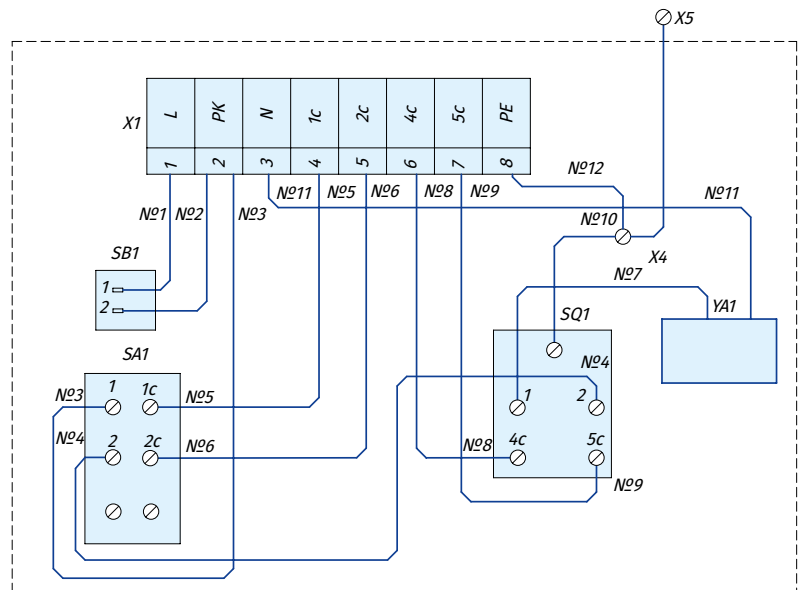 X5
X1
L PK N 1c 2c 4c 5c PE
1 2 3 4 5 6 7 8
№12
№1 №2 №3 №11 №5 №6 №8 №9 №11
№10
X4
SB1
№7
1
2
SQ1
YA1
SA1
№4
№3 1 1c №5
1 2
№4 2 2c №6
№8 4c 5c
№9